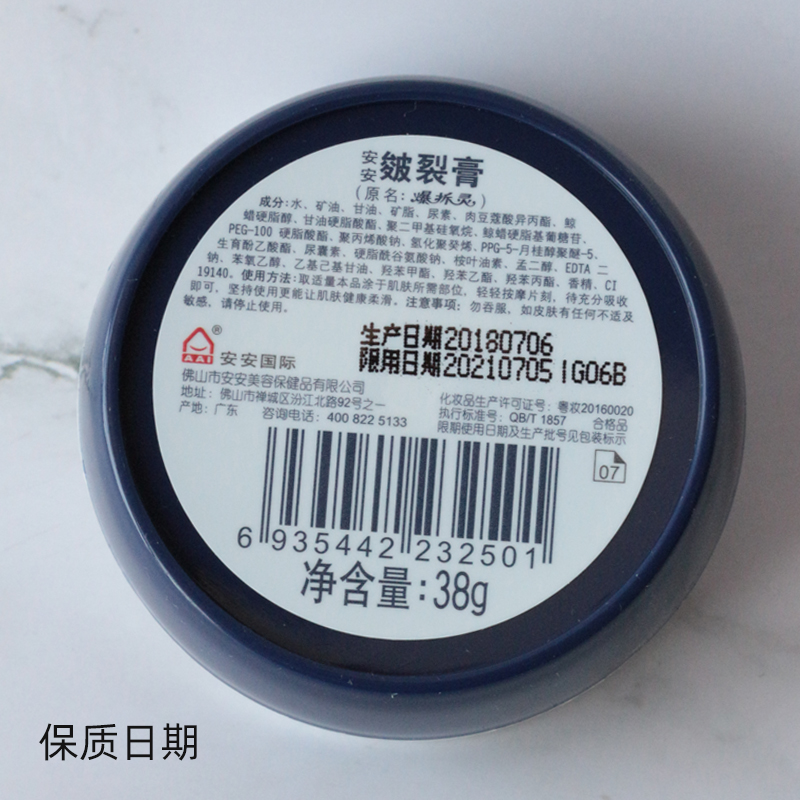 安安皴裂膏
(原名:爆拆灵)
成分:水、矿油、甘油、矿脂、尿素、肉豆蔻酸异丙酯、鲸
蜡硬脂醇、甘油硬脂酸酯、聚二甲基硅氧烷、鲸蜡硬脂基葡糖苷、
PEG-100 硬脂酸酯、聚丙烯酸钠、氢化聚癸烯、PPG-5-月桂醇聚醚-5、
生育酚乙酸酯、尿囊素、硬脂酰谷氨酸钠、桉叶油素、孟二醇、EDTA 二
钠、苯氧乙醇、乙基己基甘油、羟苯甲酯、羟苯乙酯、羟苯丙酯、香精、CI
19140。使用方法:取适量本品涂于肌肤所需部位,轻轻按摩片刻,待充分吸收
即可,坚持使用更能让肌肤健康柔滑。注意事项:勿吞服,如皮肤有任何不适及
敏感,请停止使用。
生产日期20180706
限用日期20210705IG06B
AAI® 安安国际
佛山市安安美容保健品有限公司
地址:佛山市禅城区汾江北路92号之一
产地:广东 咨询电话:400 822 5133
化妆品生产许可证号:粤妆20160020
执行标准号:QB/T 1857 合格品
限期使用日期及生产批号见包装标示
07
6 935442 232501
净含量:38g
保质日期